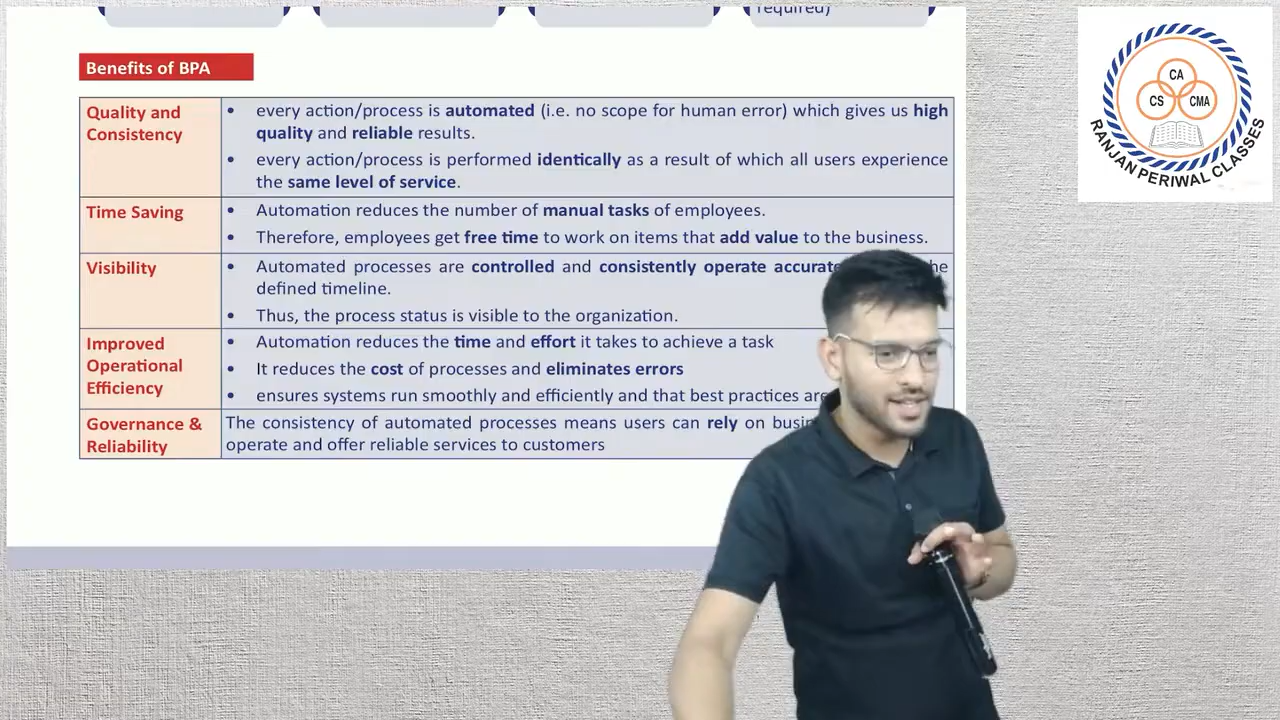 required)
Benefits of BPA
Quality and
Consistency
• every process is automated (i.e. no scope for human which gives us high
quality and reliable results.
• every action/process is performed identically as a result of which all users experience
the same level of service.
Time Saving
• Automation reduces the number of manual tasks of employees.
• Therefore, employees get free time to work on items that add value to the business.
Visibility
• Automated processes are controlled and consistently operate
defined timeline.
• Thus, the process status is visible to the organization.
Improved
Operational
Efficiency
• Automation reduces the time and effort it takes to achieve a task
• It reduces the cost of processes and eliminates errors
• ensures systems run smoothly and efficiently and that best practices are
Governance &
Reliability
The consistency of automated processes means users can rely on
operate and offer reliable services to customers
CA
CS
CMA
RANJAN PERIWAL CLASSES